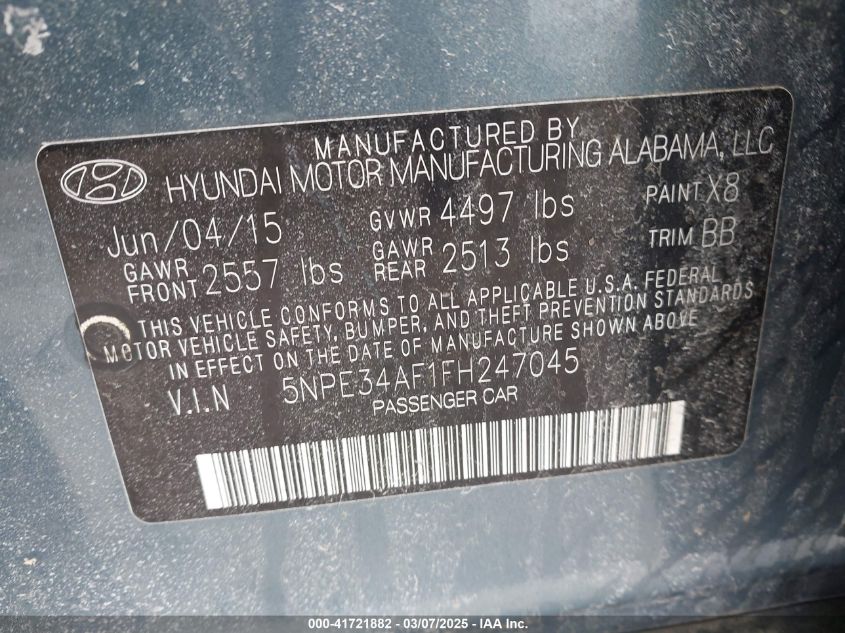 MANUFACTURED BY
HYUNDAI MOTOR MANUFACTURING ALABAMA, LLC
Jun/04/15 GVWR 4497 lbs PAINT X8
GAWR FRONT 2557 lbs GAWR REAR 2513 lbs TRIM BB
THIS VEHICLE CONFORMS TO ALL APPLICABLE U.S.A. FEDERAL
MOTOR VEHICLE SAFETY, BUMPER, AND THEFT PREVENTION STANDARDS
IN EFFECT ON THE DATE OF MANUFACTURE SHOWN ABOVE
V.I.N 5NPE34AF1FH247045
PASSENGER CAR
000-41721882 - 03/07/2025 - IAA Inc.